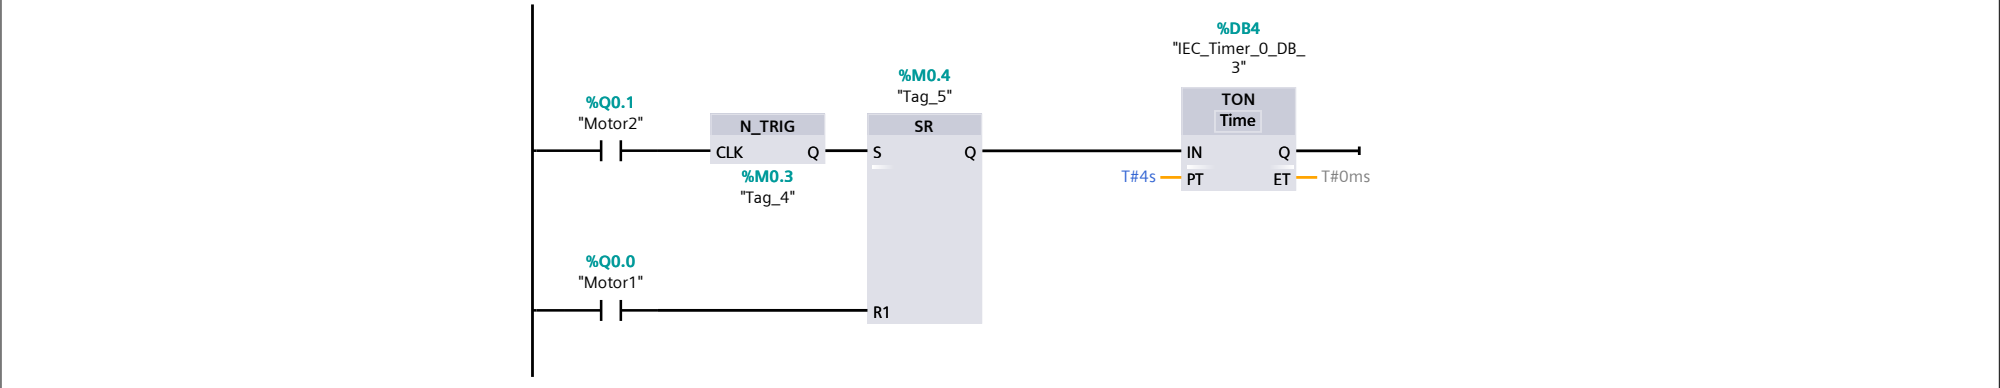 %DB4
"IEC_Timer_0_DB_
3"
%M0.4
"Tag_5"
TON
Time
%Q0.1
"Motor2"
N_TRIG
SR
CLK Q
S Q
IN Q
T#4s PT ET T#0ms
%M0.3
"Tag_4"
%Q0.0
"Motor1"
R1